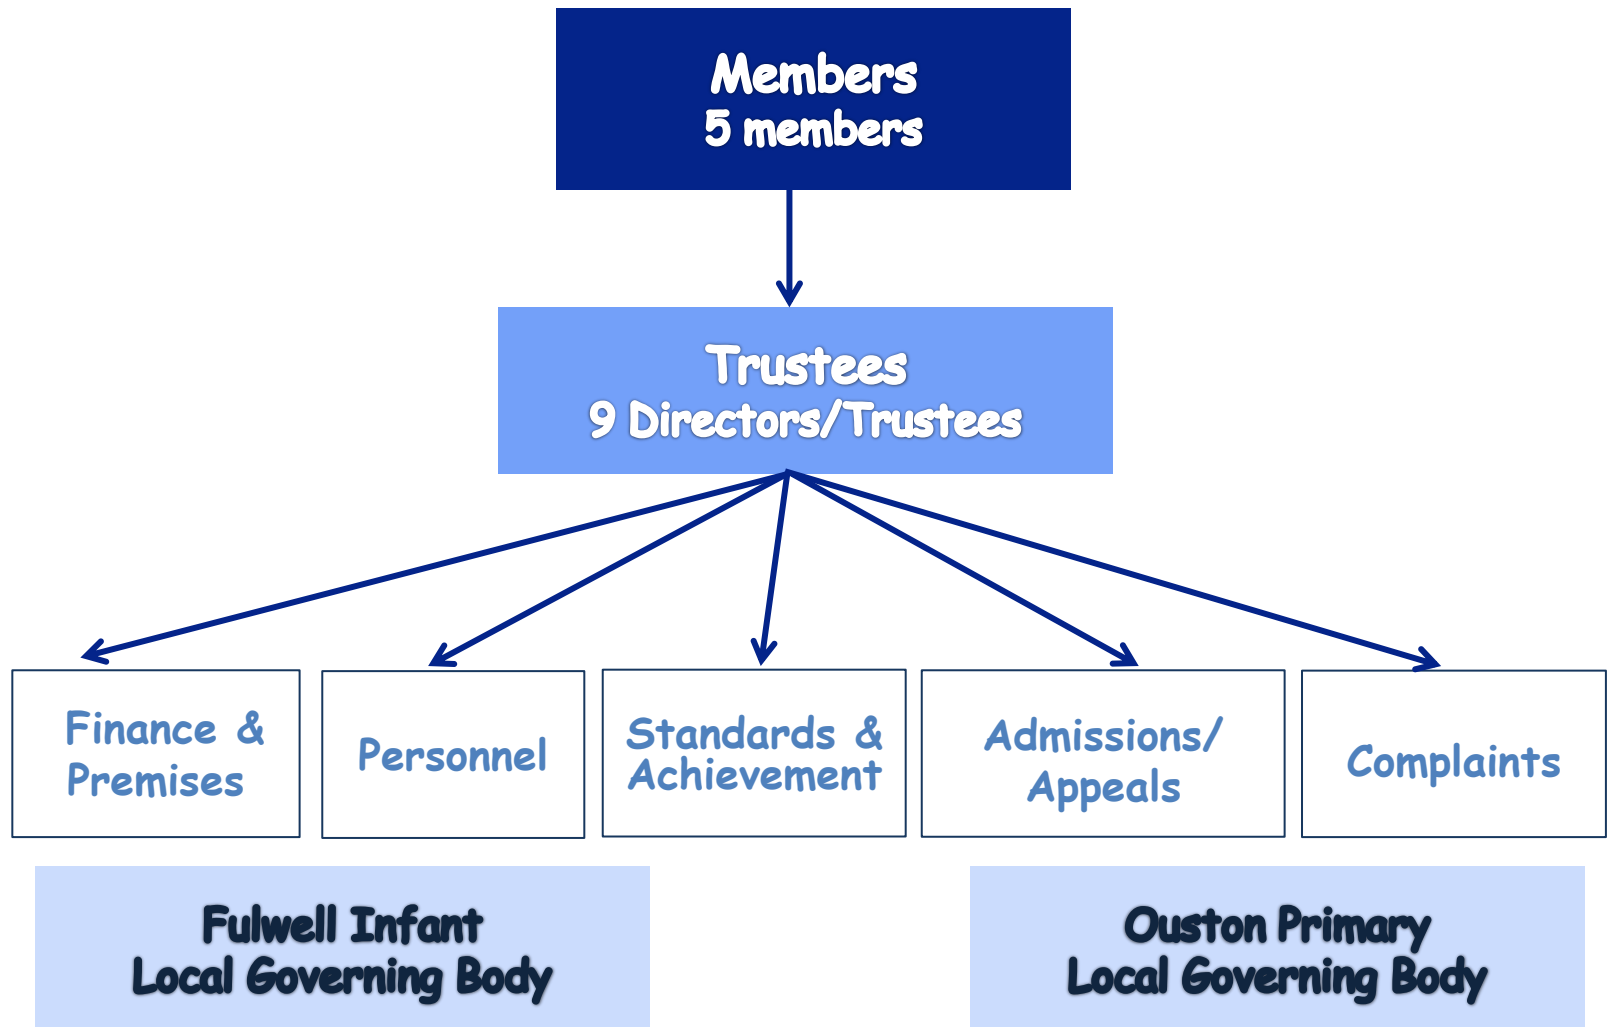 Members
5 members
Trustees
9 Directors/Trustees
Finance &
Premises
Personnel
Standards &
Achievement
Admissions/
Appeals
Complaints
Fulwell Infant
Local Governing Body
Ouston Primary
Local Governing Body